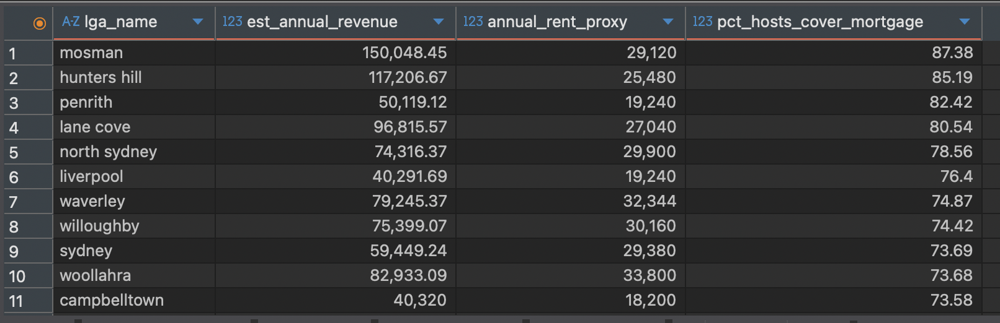 A-Z lga_name 123 est_annual_revenue 123 annual_rent_proxy 123 pct_hosts_cover_mortgage
1 mosman 150,048.45 29,120 87.38
2 hunters hill 117,206.67 25,480 85.19
3 penrith 50,119.12 19,240 82.42
4 lane cove 96,815.57 27,040 80.54
5 north sydney 74,316.37 29,900 78.56
6 liverpool 40,291.69 19,240 76.4
7 waverley 79,245.37 32,344 74.87
8 willoughby 75,399.07 30,160 74.42
9 sydney 59,449.24 29,380 73.69
10 woollahra 82,933.09 33,800 73.68
11 campbelltown 40,320 18,200 73.58